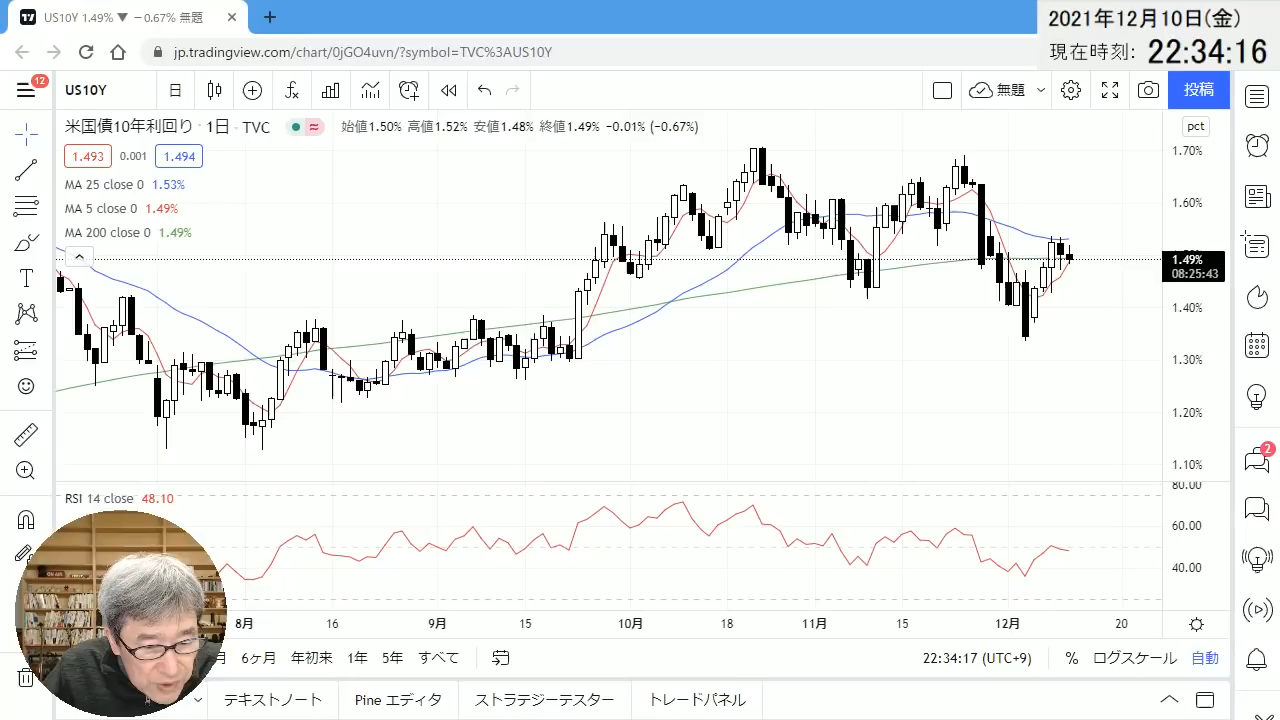 US10Y 1.49% ▼ −0.67% 無題
2021年12月10日(金)
現在時刻: 22:34:16
jp.tradingview.com/chart/0jGO4uvn/?symbol=TVC%3AUS10Y
12
US10Y
日
無題
投稿
米国債10年利回り · 1日 · TVC
始値1.50% 高値1.52% 安値1.48% 終値1.49% −0.01% (−0.67%)
pct
1.493
0.001
1.494
MA 25 close 0 1.53%
MA 5 close 0 1.49%
MA 200 close 0 1.49%
1.70%
1.60%
1.49%
08:25:43
1.40%
1.30%
1.20%
1.10%
RSI 14 close 48.10
80.00
60.00
40.00
2
8月
16
9月
15
10月
18
11月
15
12月
20
6ヶ月
年初来
1年
5年
すべて
22:34:17 (UTC+9)
%
ログスケール
自動
テキストノート
Pine エディタ
ストラテジーテスター
トレードパネル